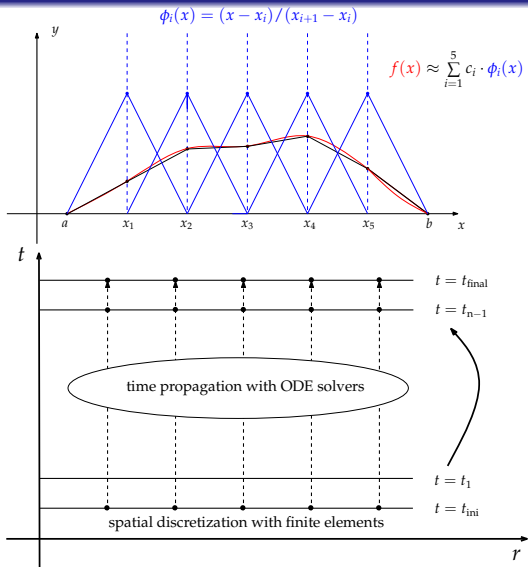 ϕᵢ(x) = (x − xᵢ)/(xᵢ₊₁ − xᵢ)
y
f(x) ≈ ∑ᵢ₌₁⁵ cᵢ · ϕᵢ(x)
a x₁ x₂ x₃ x₄ x₅ b x
t
t = t_final
t = t_{n−1}
time propagation with ODE solvers
t = t₁
t = t_ini
spatial discretization with finite elements
r